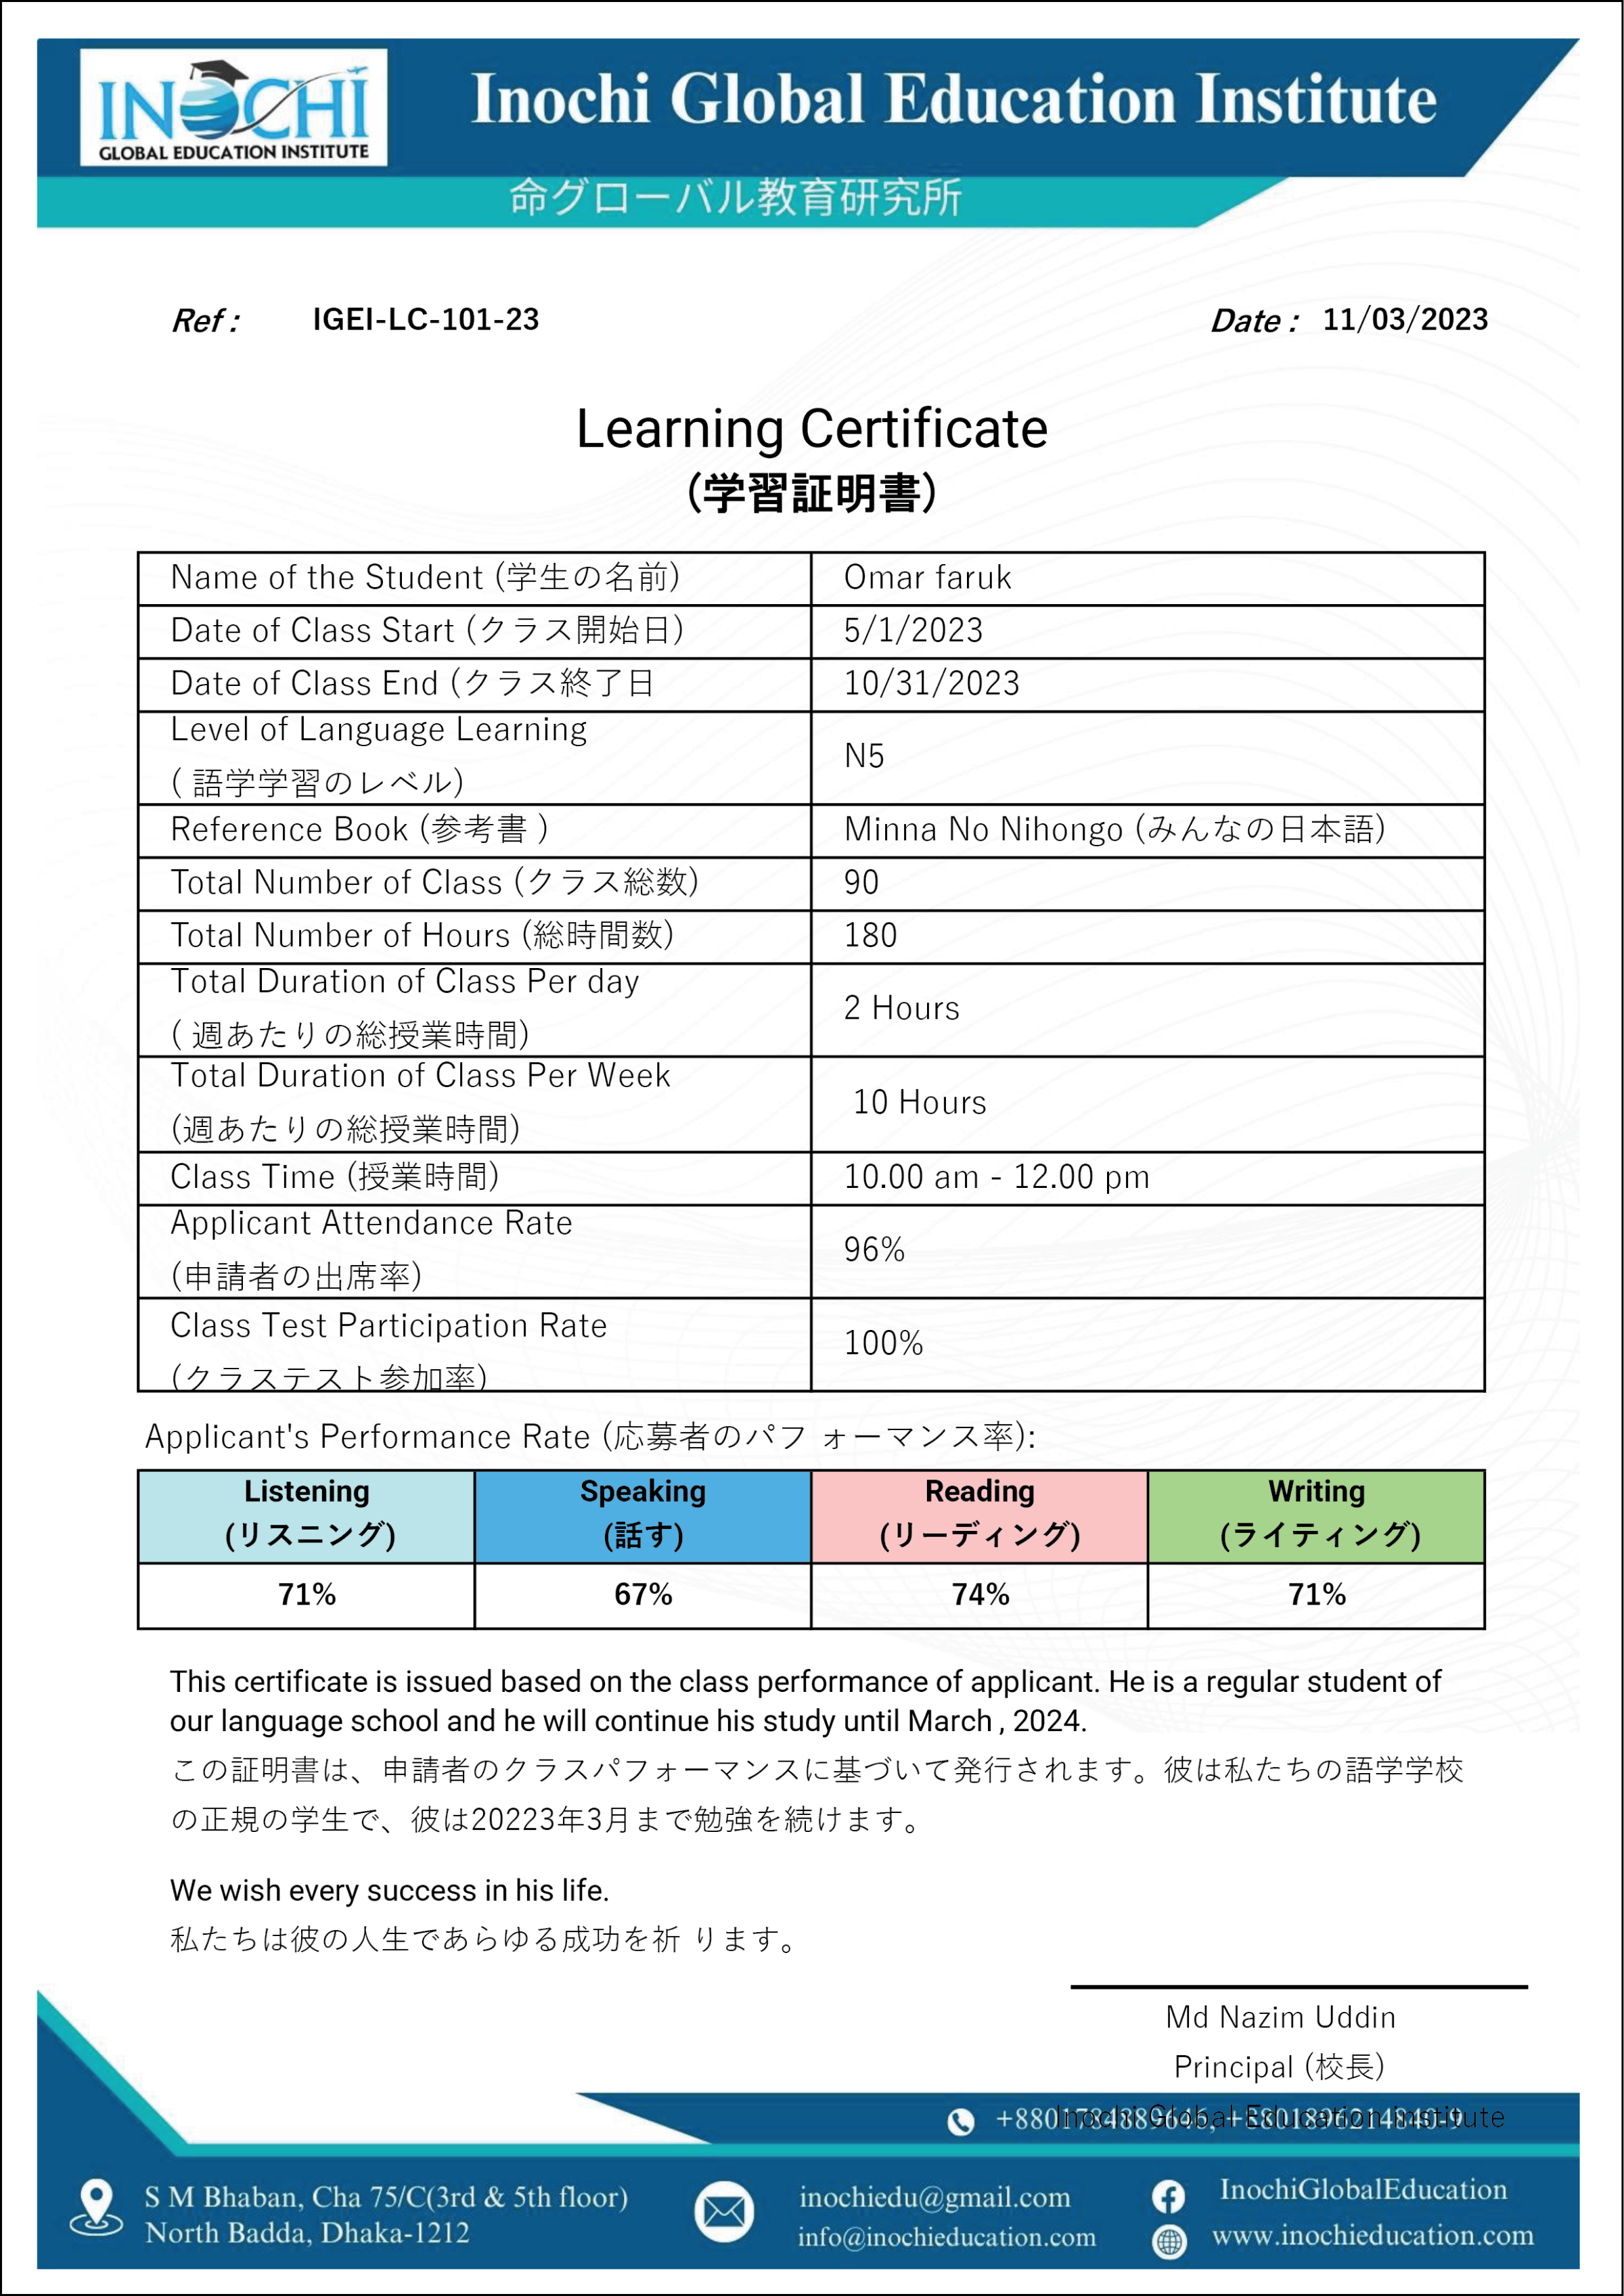 INOCHI
GLOBAL EDUCATION INSTITUTE
Inochi Global Education Institute
命グローバル教育研究所
Ref : IGEI-LC-101-23
Date : 11/03/2023
Learning Certificate
(学習証明書)
Name of the Student (学生の名前) Omar faruk
Date of Class Start (クラス開始日) 5/1/2023
Date of Class End (クラス終了日 10/31/2023
Level of Language Learning
( 語学学習のレベル) N5
Reference Book (参考書 ) Minna No Nihongo (みんなの日本語)
Total Number of Class (クラス総数) 90
Total Number of Hours (総時間数) 180
Total Duration of Class Per day
( 週あたりの総授業時間) 2 Hours
Total Duration of Class Per Week
(週あたりの総授業時間) 10 Hours
Class Time (授業時間) 10.00 am - 12.00 pm
Applicant Attendance Rate
(申請者の出席率) 96%
Class Test Participation Rate
(クラステスト参加率) 100%
Applicant's Performance Rate (応募者のパフ ォーマンス率):
Listening Speaking Reading Writing
(リスニング) (話す) (リーディング) (ライティング)
71% 67% 74% 71%
This certificate is issued based on the class performance of applicant. He is a regular student of
our language school and he will continue his study until March , 2024.
この証明書は、申請者のクラスパフォーマンスに基づいて発行されます。彼は私たちの語学学校
の正規の学生で、彼は20223年3月まで勉強を続けます。
We wish every success in his life.
私たちは彼の人生であらゆる成功を祈 ります。
Md Nazim Uddin
Principal (校長)
Inochi Global Education institute
S M Bhaban, Cha 75/C(3rd & 5th floor)
North Badda, Dhaka-1212
inochiedu@gmail.com
info@inochieducation.com
InochiGlobalEducation
www.inochieducation.com